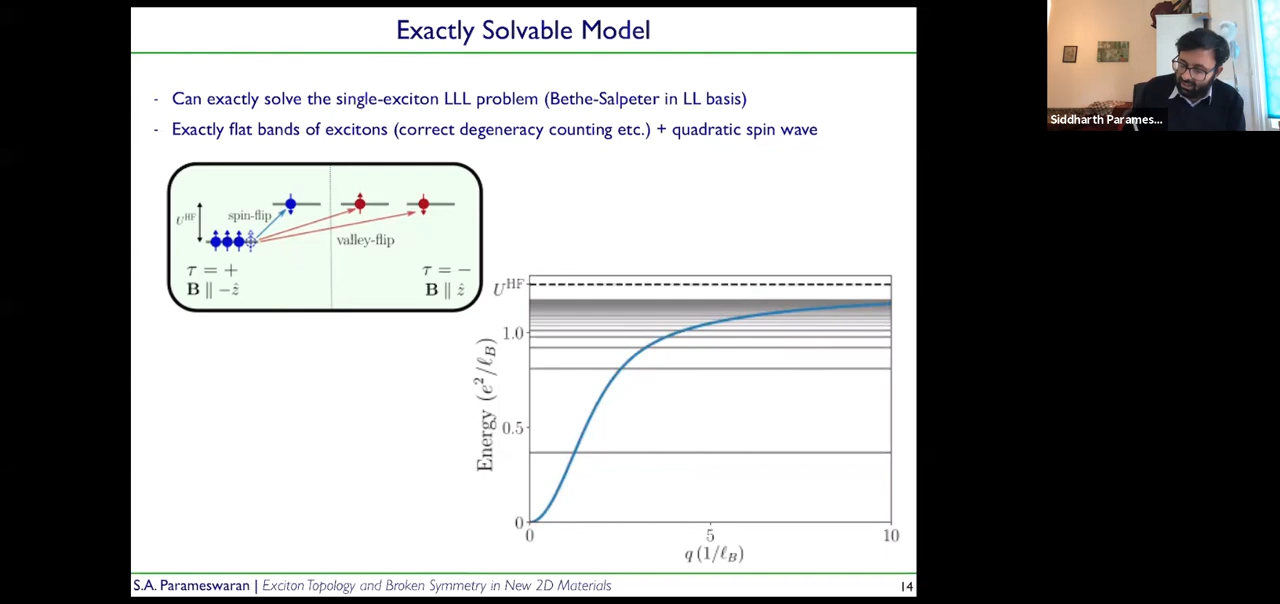 Exactly Solvable Model
Siddharth Parames...
- Can exactly solve the single-exciton LLL problem (Bethe-Salpeter in LL basis)
- Exactly flat bands of excitons (correct degeneracy counting etc.) + quadratic spin wave
U^HF
spin-flip
valley-flip
τ = +
τ = −
B ∥ −ẑ
B ∥ ẑ
U^HF
1.0
0.5
0
Energy (e²/ℓ_B)
0
5
10
q (1/ℓ_B)
S.A. Parameswaran | Exciton Topology and Broken Symmetry in New 2D Materials
14